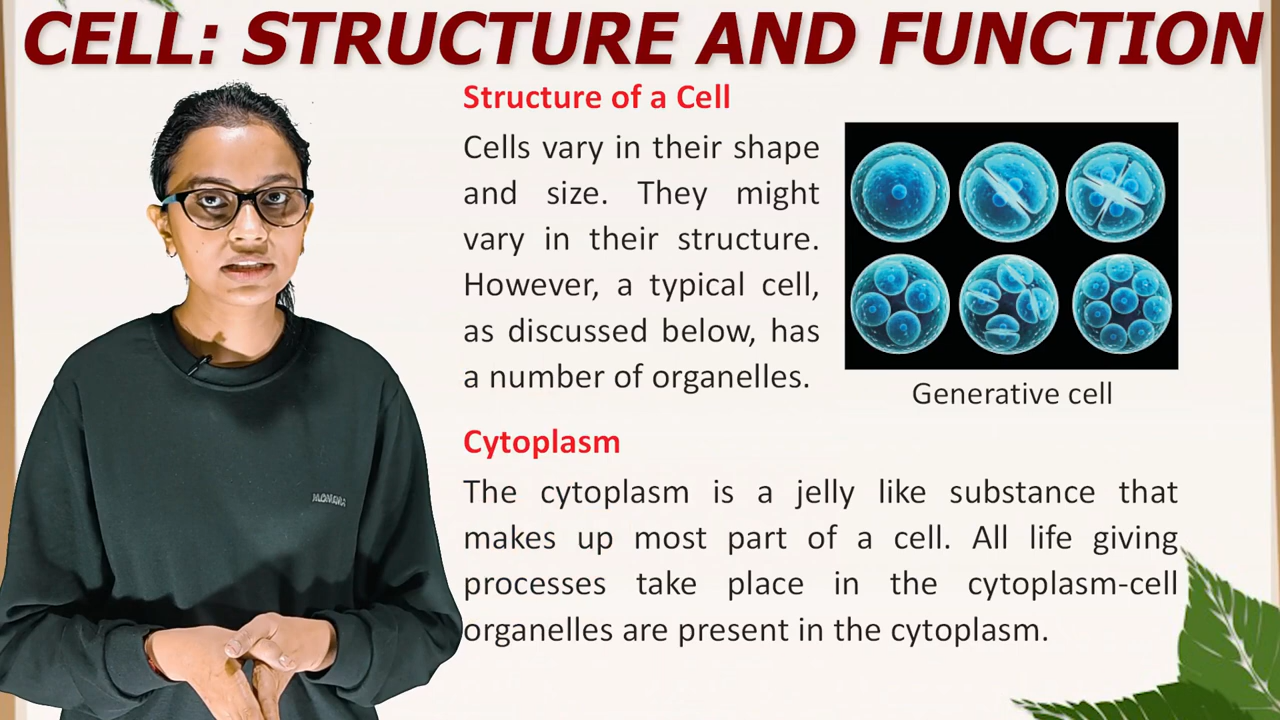 CELL: STRUCTURE AND FUNCTION
Structure of a Cell
Cells vary in their shape
and size. They might
vary in their structure.
However, a typical cell,
as discussed below, has
a number of organelles.
Generative cell
Cytoplasm
The cytoplasm is a jelly like substance that
makes up most part of a cell. All life giving
processes take place in the cytoplasm-cell
organelles are present in the cytoplasm.